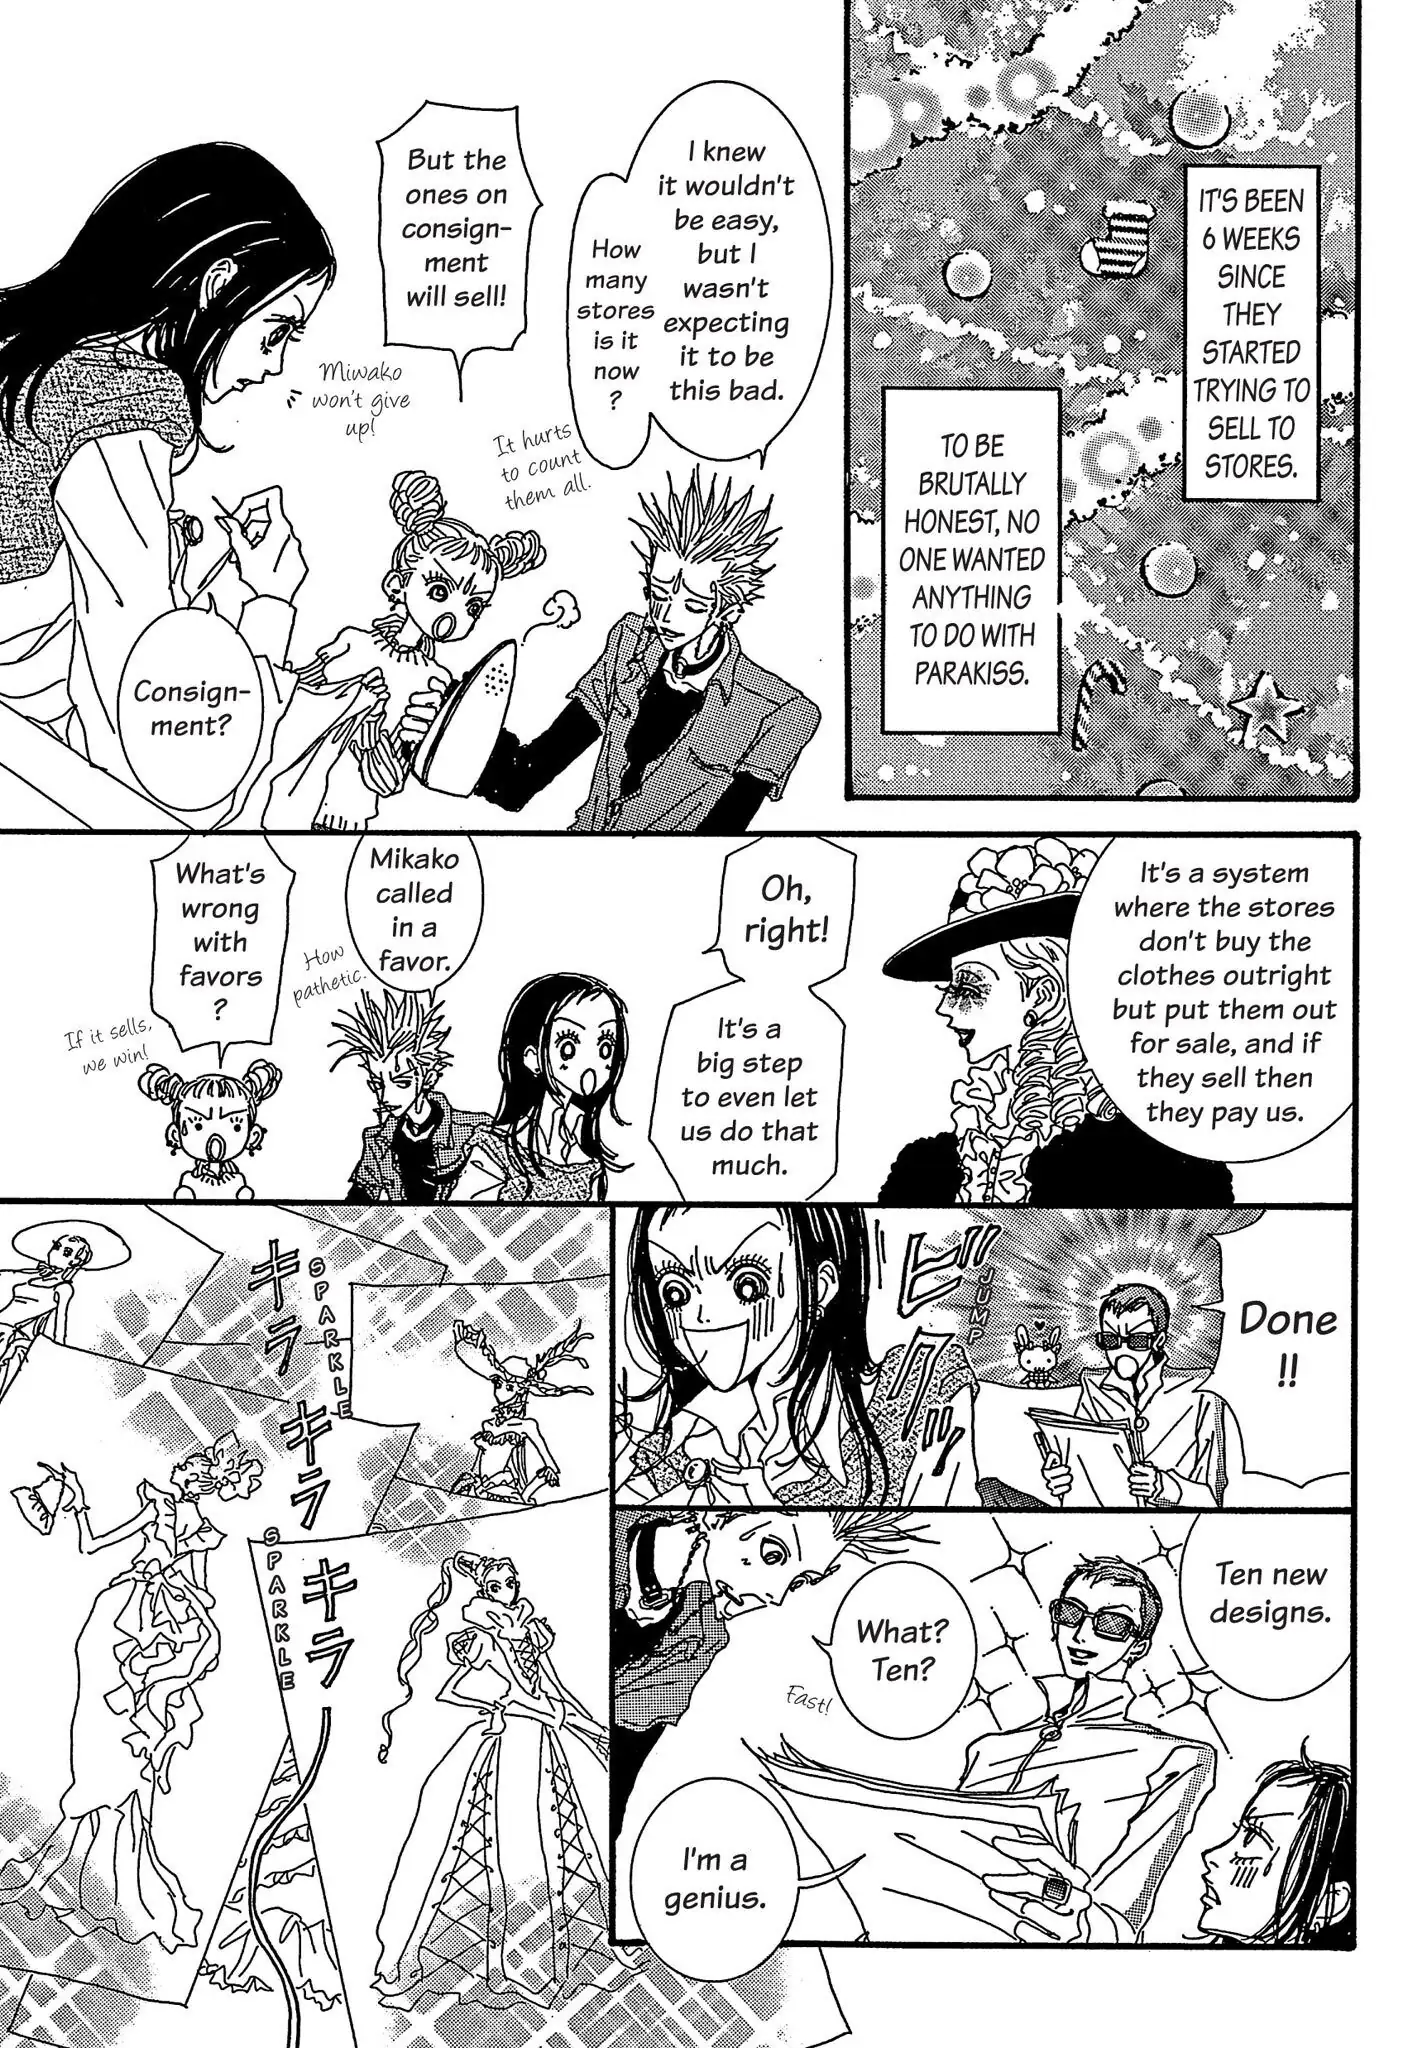 IT'S BEEN
6 WEEKS
SINCE
THEY
STARTED
TRYING TO
SELL TO
STORES.
TO BE
BRUTALLY
HONEST, NO
ONE WANTED
ANYTHING
TO DO WITH
PARAKISS.
I knew
it wouldn't
be easy,
but I
wasn't
expecting
it to be
this bad.
How
many
stores
is it
now
?
It hurts
to count
them all.
But the
ones on
consign-
ment
will sell!
Miwako
won't give
up!
Consign-
ment?
It's a system
where the stores
don't buy the
clothes outright
but put them out
for sale, and if
they sell then
they pay us.
Oh,
right!
It's a
big step
to even let
us do that
much.
Mikako
called
in a
favor.
How
pathetic.
What's
wrong
with
favors
?
If it sells,
we win!
Done
!!
ビクッ
JUMP
Ten new
designs.
What?
Ten?
Fast!
I'm a
genius.
キラ
キラ
キラ
SPARKLE
SPARKLE